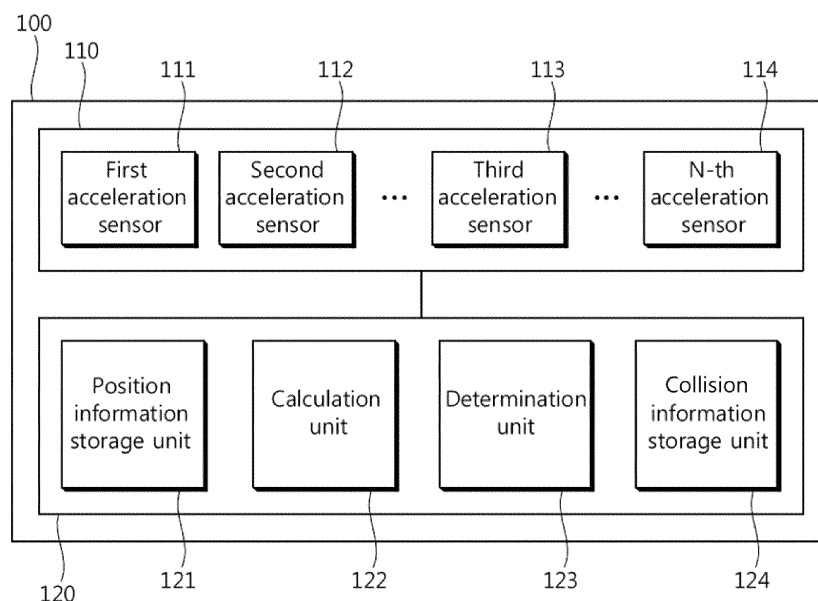 100
110
111
112
113
114
First
acceleration
sensor
Second
acceleration
sensor
...
Third
acceleration
sensor
...
N-th
acceleration
sensor
Position
information
storage unit
Calculation
unit
Determination
unit
Collision
information
storage unit
120
121
122
123
124